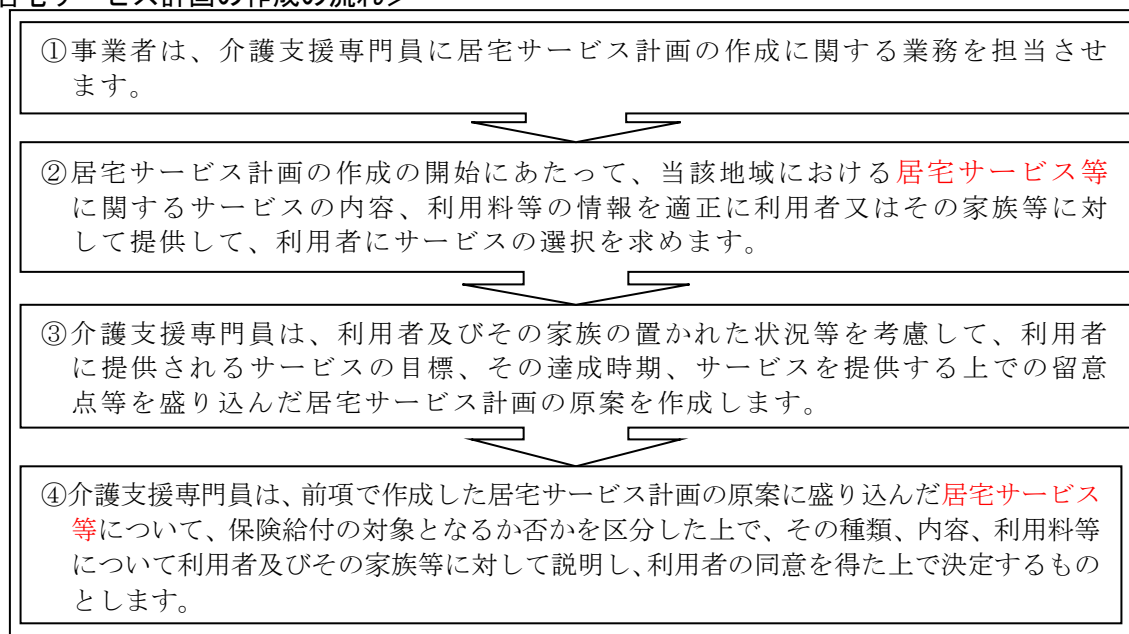 宅サービス計画の作成の流れ＞
①事業者は、介護支援専門員に居宅サービス計画の作成に関する業務を担当させ
ます。
②居宅サービス計画の作成の開始にあたって、当該地域における居宅サービス等
に関するサービスの内容、利用料等の情報を適正に利用者又はその家族等に対
して提供して、利用者にサービスの選択を求めます。
③介護支援専門員は、利用者及びその家族の置かれた状況等を考慮して、利用者
に提供されるサービスの目標、その達成時期、サービスを提供する上での留意
点等を盛り込んだ居宅サービス計画の原案を作成します。
④介護支援専門員は、前項で作成した居宅サービス計画の原案に盛り込んだ居宅サービス
等について、保険給付の対象となるか否かを区分した上で、その種類、内容、利用料等
について利用者及びその家族等に対して説明し、利用者の同意を得た上で決定するもの
とします。